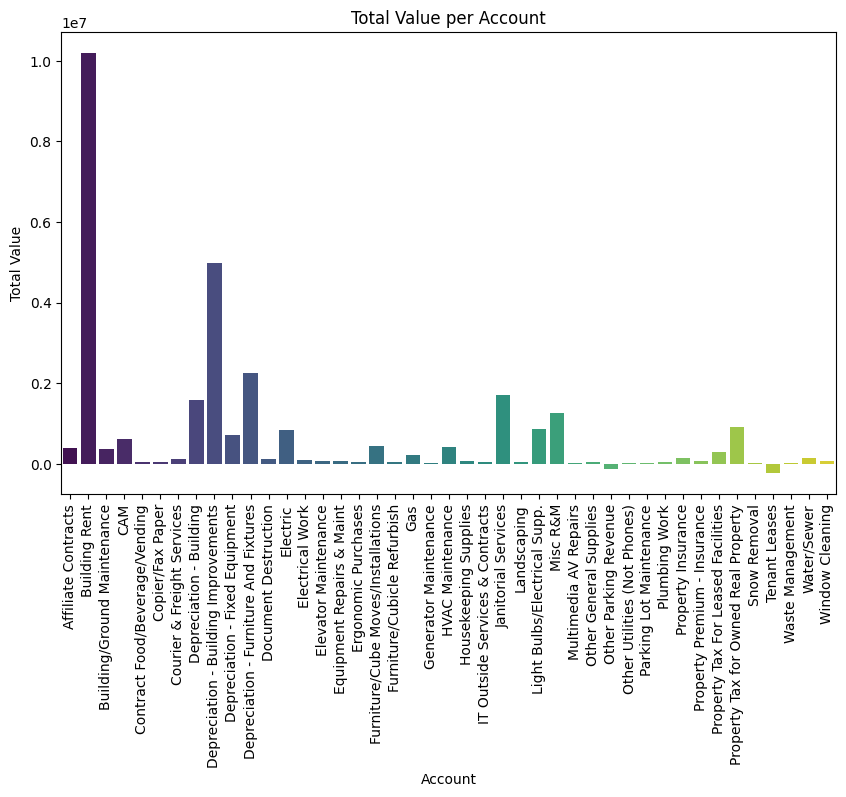 Total Value per Account
1e7
1.0
0.8
0.6
0.4
0.2
0.0
Total Value
Affiliate Contracts
Building Rent
Building/Ground Maintenance
CAM
Contract Food/Beverage/Vending
Copier/Fax Paper
Courier & Freight Services
Depreciation - Building
Depreciation - Building Improvements
Depreciation - Fixed Equipment
Depreciation - Furniture And Fixtures
Document Destruction
Electric
Electrical Work
Elevator Maintenance
Equipment Repairs & Maint
Ergonomic Purchases
Furniture/Cube Moves/Installations
Furniture/Cubicle Refurbish
Gas
Generator Maintenance
HVAC Maintenance
Housekeeping Supplies
IT Outside Services & Contracts
Janitorial Services
Landscaping
Light Bulbs/Electrical Supp.
Misc R&M
Multimedia AV Repairs
Other General Supplies
Other Parking Revenue
Other Utilities (Not Phones)
Parking Lot Maintenance
Plumbing Work
Property Insurance
Property Premium - Insurance
Property Tax For Leased Facilities
Property Tax for Owned Real Property
Snow Removal
Tenant Leases
Waste Management
Water/Sewer
Window Cleaning
Account